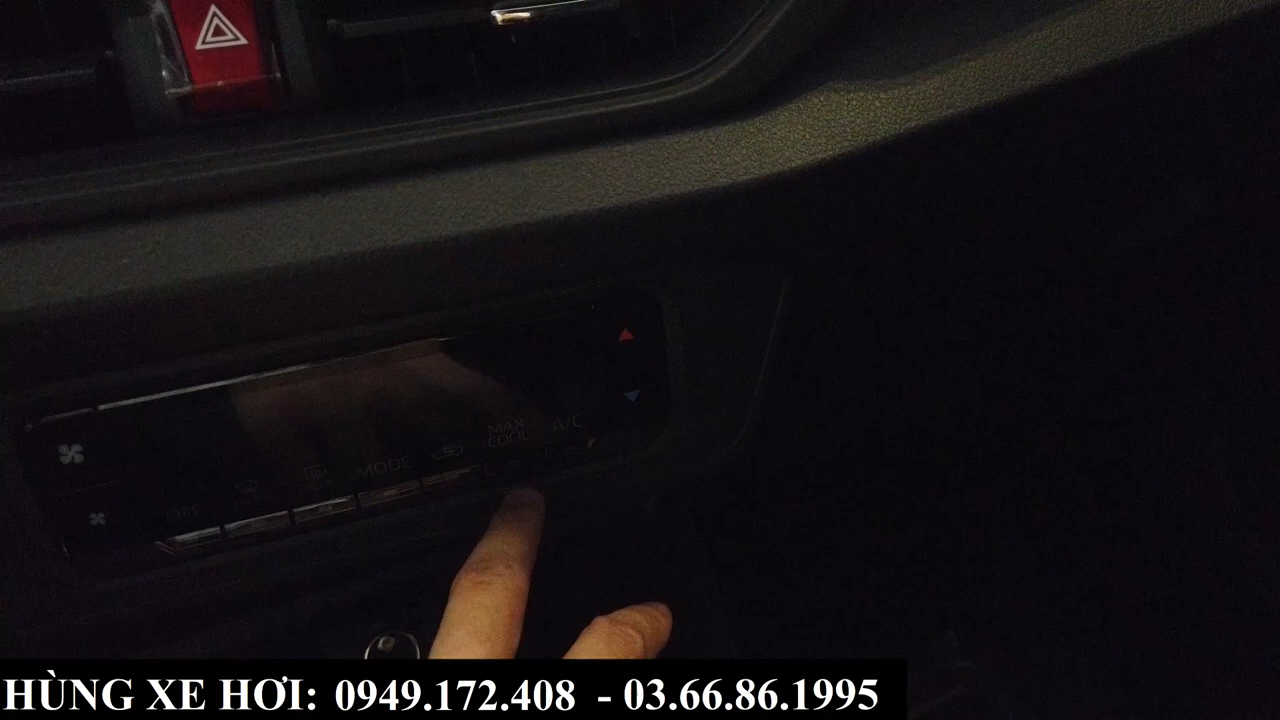 MAX
COOL
A/C
MODE
OFF
HÙNG XE HƠI: 0949.172.408 - 03.66.86.1995